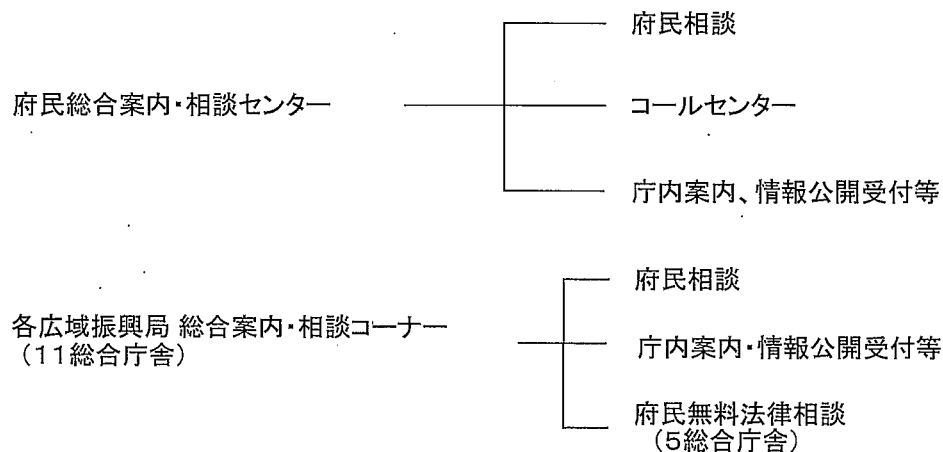 府民相談
府民総合案内・相談センター
コールセンター
庁内案内、情報公開受付等
府民相談
各広域振興局 総合案内・相談コーナー
（11総合庁舎）
庁内案内・情報公開受付等
府民無料法律相談
（5総合庁舎）